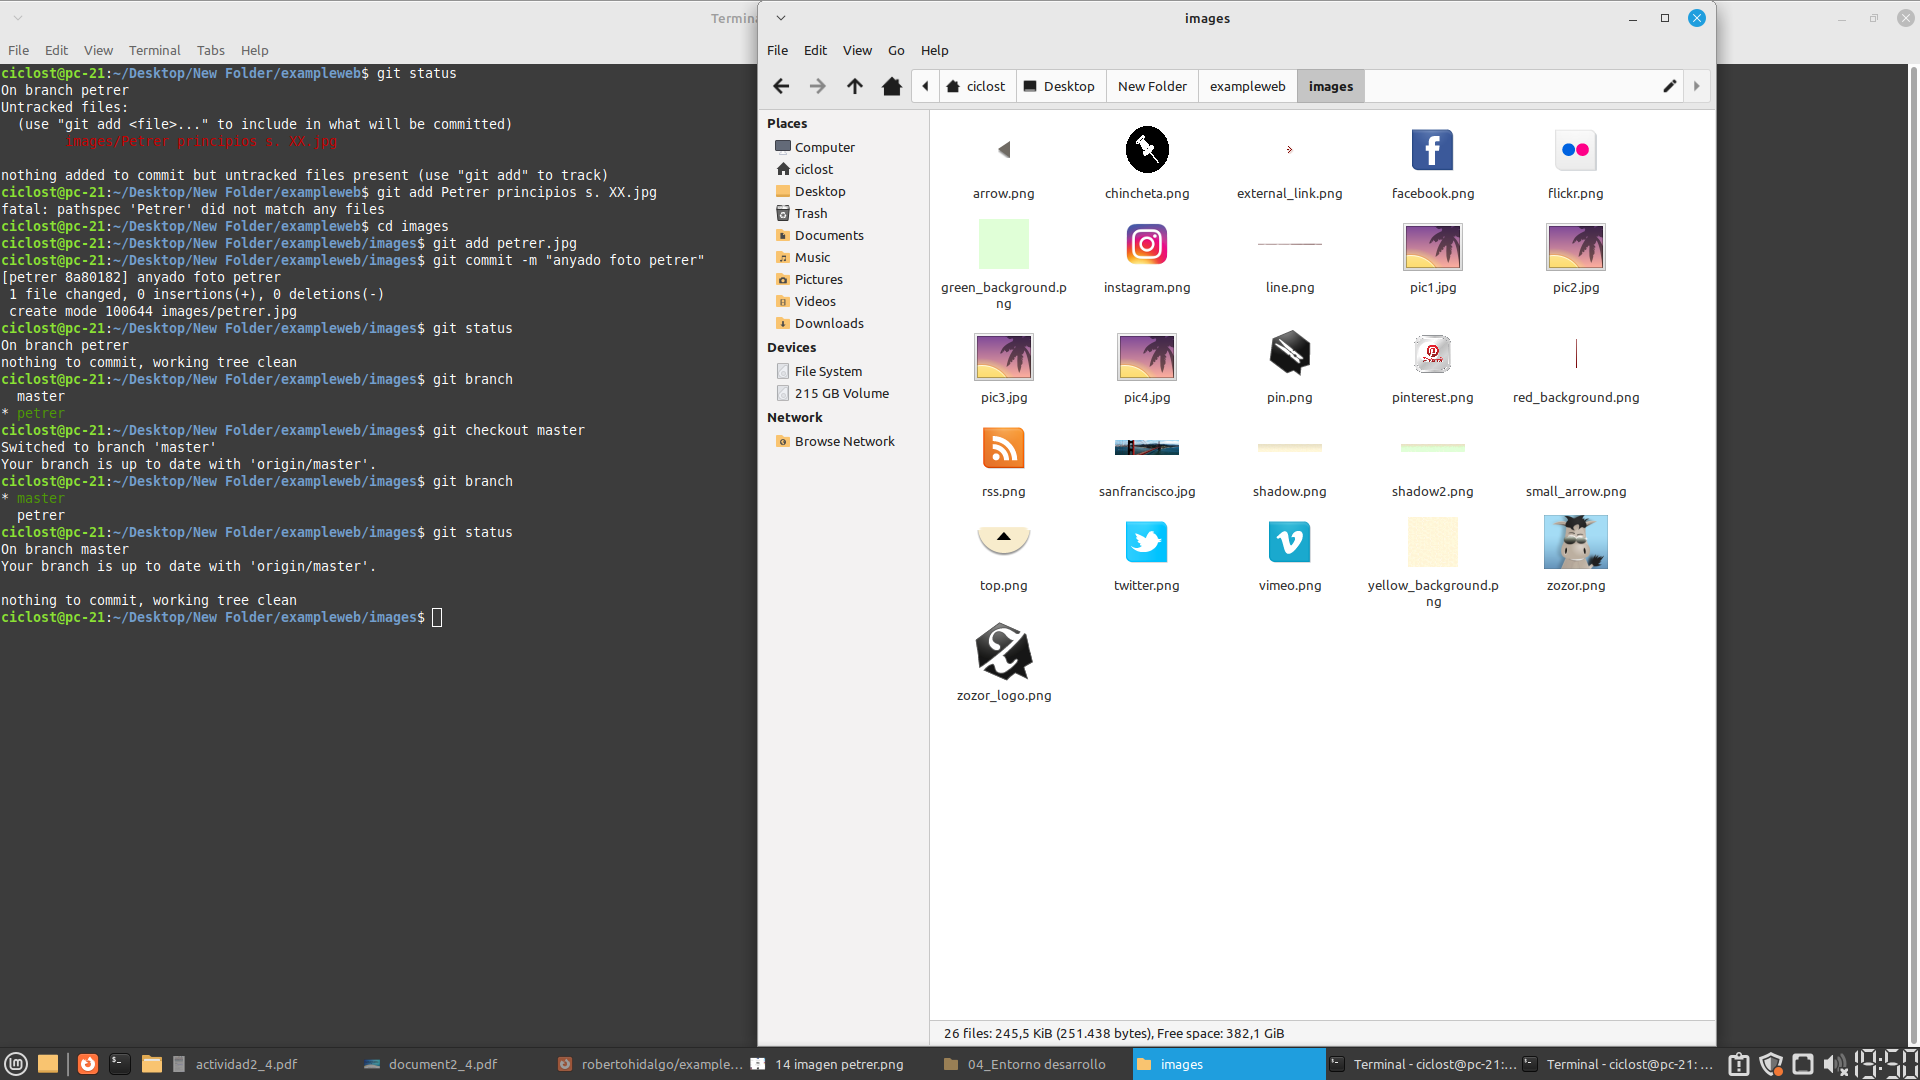 Termin
File Edit View Terminal Tabs Help
ciclost@pc-21:~/Desktop/New Folder/exampleweb$ git status
On branch petrer
Untracked files:
(use "git add <file>..." to include in what will be committed)
images/Petrer principios s. XX.jpg
nothing added to commit but untracked files present (use "git add" to track)
ciclost@pc-21:~/Desktop/New Folder/exampleweb$ git add Petrer principios s. XX.jpg
fatal: pathspec 'Petrer' did not match any files
ciclost@pc-21:~/Desktop/New Folder/exampleweb$ cd images
ciclost@pc-21:~/Desktop/New Folder/exampleweb/images$ git add petrer.jpg
ciclost@pc-21:~/Desktop/New Folder/exampleweb/images$ git commit -m "anyado foto petrer"
[petrer 8a80182] anyado foto petrer
1 file changed, 0 insertions(+), 0 deletions(-)
create mode 100644 images/petrer.jpg
ciclost@pc-21:~/Desktop/New Folder/exampleweb/images$ git status
On branch petrer
nothing to commit, working tree clean
ciclost@pc-21:~/Desktop/New Folder/exampleweb/images$ git branch
master
* petrer
ciclost@pc-21:~/Desktop/New Folder/exampleweb/images$ git checkout master
Switched to branch 'master'
Your branch is up to date with 'origin/master'.
ciclost@pc-21:~/Desktop/New Folder/exampleweb/images$ git branch
* master
petrer
ciclost@pc-21:~/Desktop/New Folder/exampleweb/images$ git status
On branch master
Your branch is up to date with 'origin/master'.
nothing to commit, working tree clean
ciclost@pc-21:~/Desktop/New Folder/exampleweb/images$
images
File Edit View Go Help
ciclost Desktop New Folder exampleweb images
Places
Computer
ciclost
Desktop
Trash
Documents
Music
Pictures
Videos
Downloads
Devices
File System
215 GB Volume
Network
Browse Network
arrow.png chincheta.png external_link.png facebook.png flickr.png
green_background.p
ng
instagram.png line.png pic1.jpg pic2.jpg
pic3.jpg pic4.jpg pin.png pinterest.png red_background.png
rss.png sanfrancisco.jpg shadow.png shadow2.png small_arrow.png
top.png twitter.png vimeo.png
yellow_background.p
ng
zozor.png
zozor_logo.png
26 files: 245,5 KiB (251.438 bytes), Free space: 382,1 GiB
actividad2_4.pdf document2_4.pdf robertohidalgo/example... 14 imagen petrer.png 04_Entorno desarrollo images Terminal - ciclost@pc-21:... Terminal - ciclost@pc-21: ... 19:50